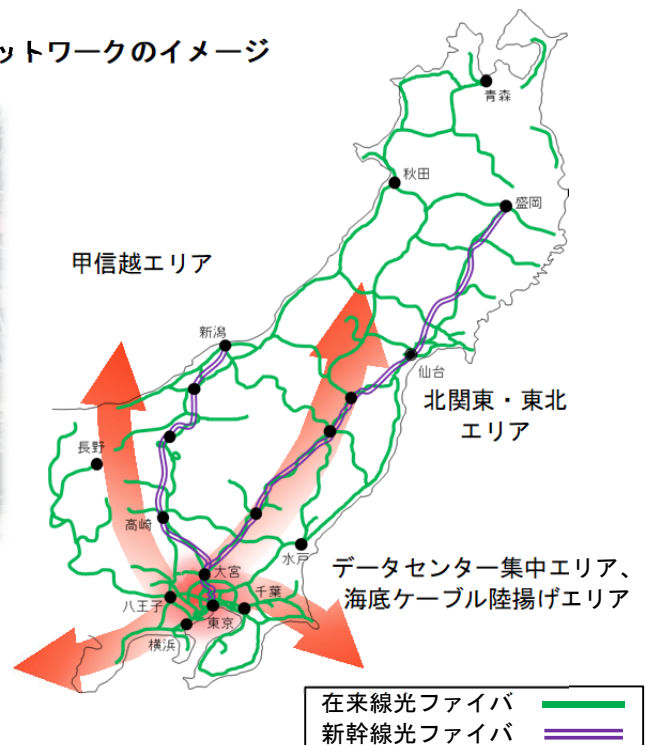 ットワークのイメージ
青森
秋田
盛岡
甲信越エリア
新潟
仙台
北関東・東北
エリア
長野
高崎
水戸
大宮
データセンター集中エリア、
海底ケーブル陸揚げエリア
千葉
八王子
東京
横浜
在来線光ファイバ
新幹線光ファイバ